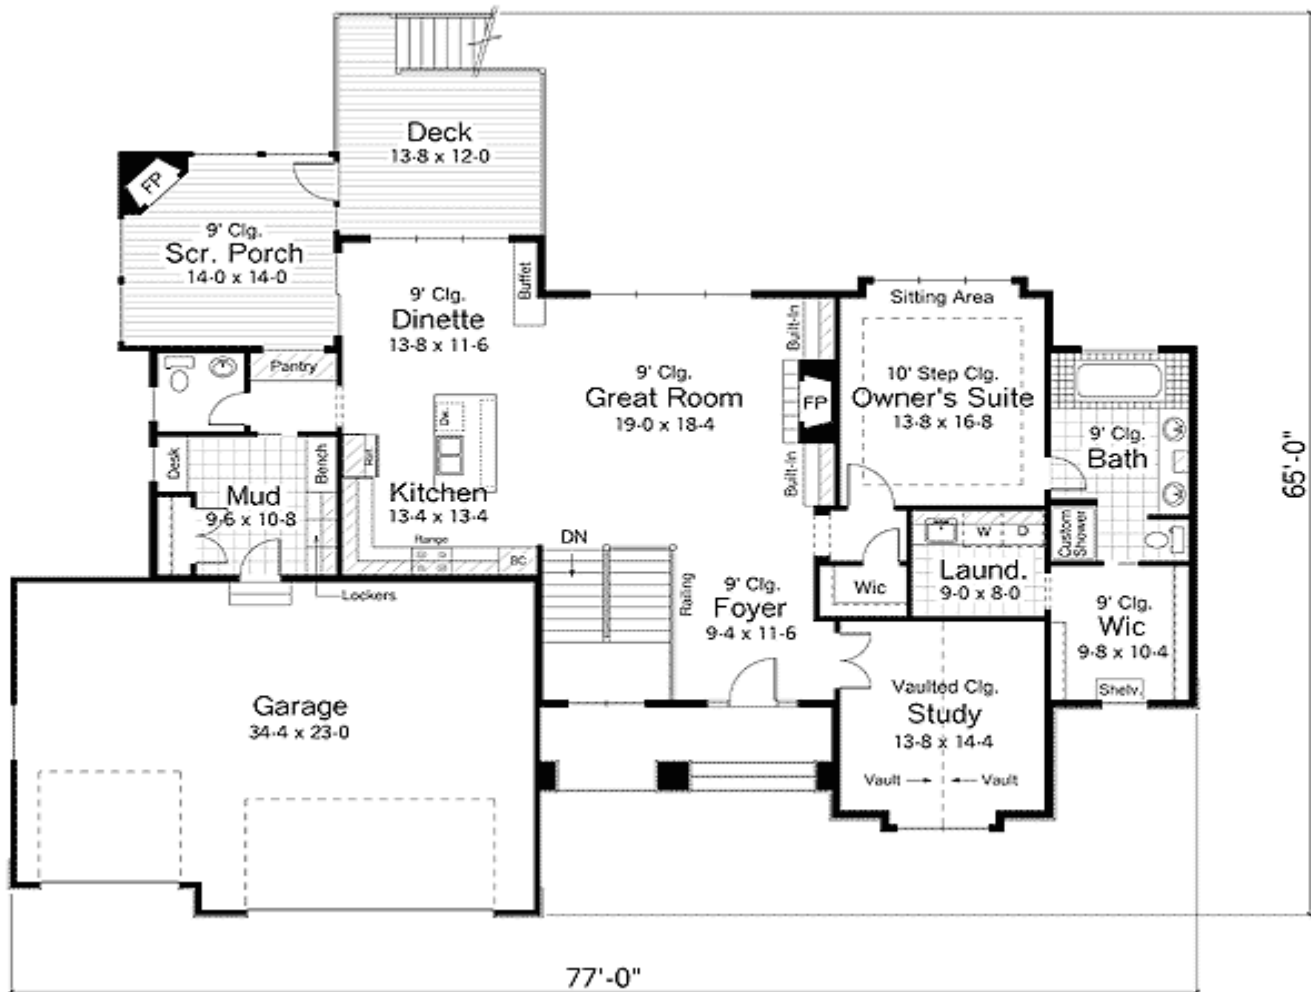 Deck
13-8 x 12-0
FP
9' Clg.
Scr. Porch
14-0 x 14-0
Buffet
9' Clg.
Dinette
13-8 x 11-6
Pantry
Built-In
Sitting Area
9' Clg.
Great Room
19-0 x 18-4
FP
10' Step Clg.
Owner's Suite
13-8 x 16-8
Dw.
9' Clg.
Bath
Desk
Bench
Ref
Mud
9-6 x 10-8
Kitchen
13-4 x 13-4
Built-In
65'-0"
Range
BC
DN
W
D
Custom
Shower
Lockers
Railing
9' Clg.
Foyer
9-4 x 11-6
Wic
Laund.
9-0 x 8-0
9' Clg.
Wic
9-8 x 10-4
Shelv.
Garage
34-4 x 23-0
Vaulted Clg.
Study
13-8 x 14-4
Vault
Vault
77'-0"